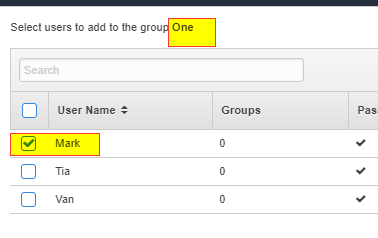 Select users to add to the group One
Search
User Name Groups Pas
Mark 0
Tia 0
Van 0